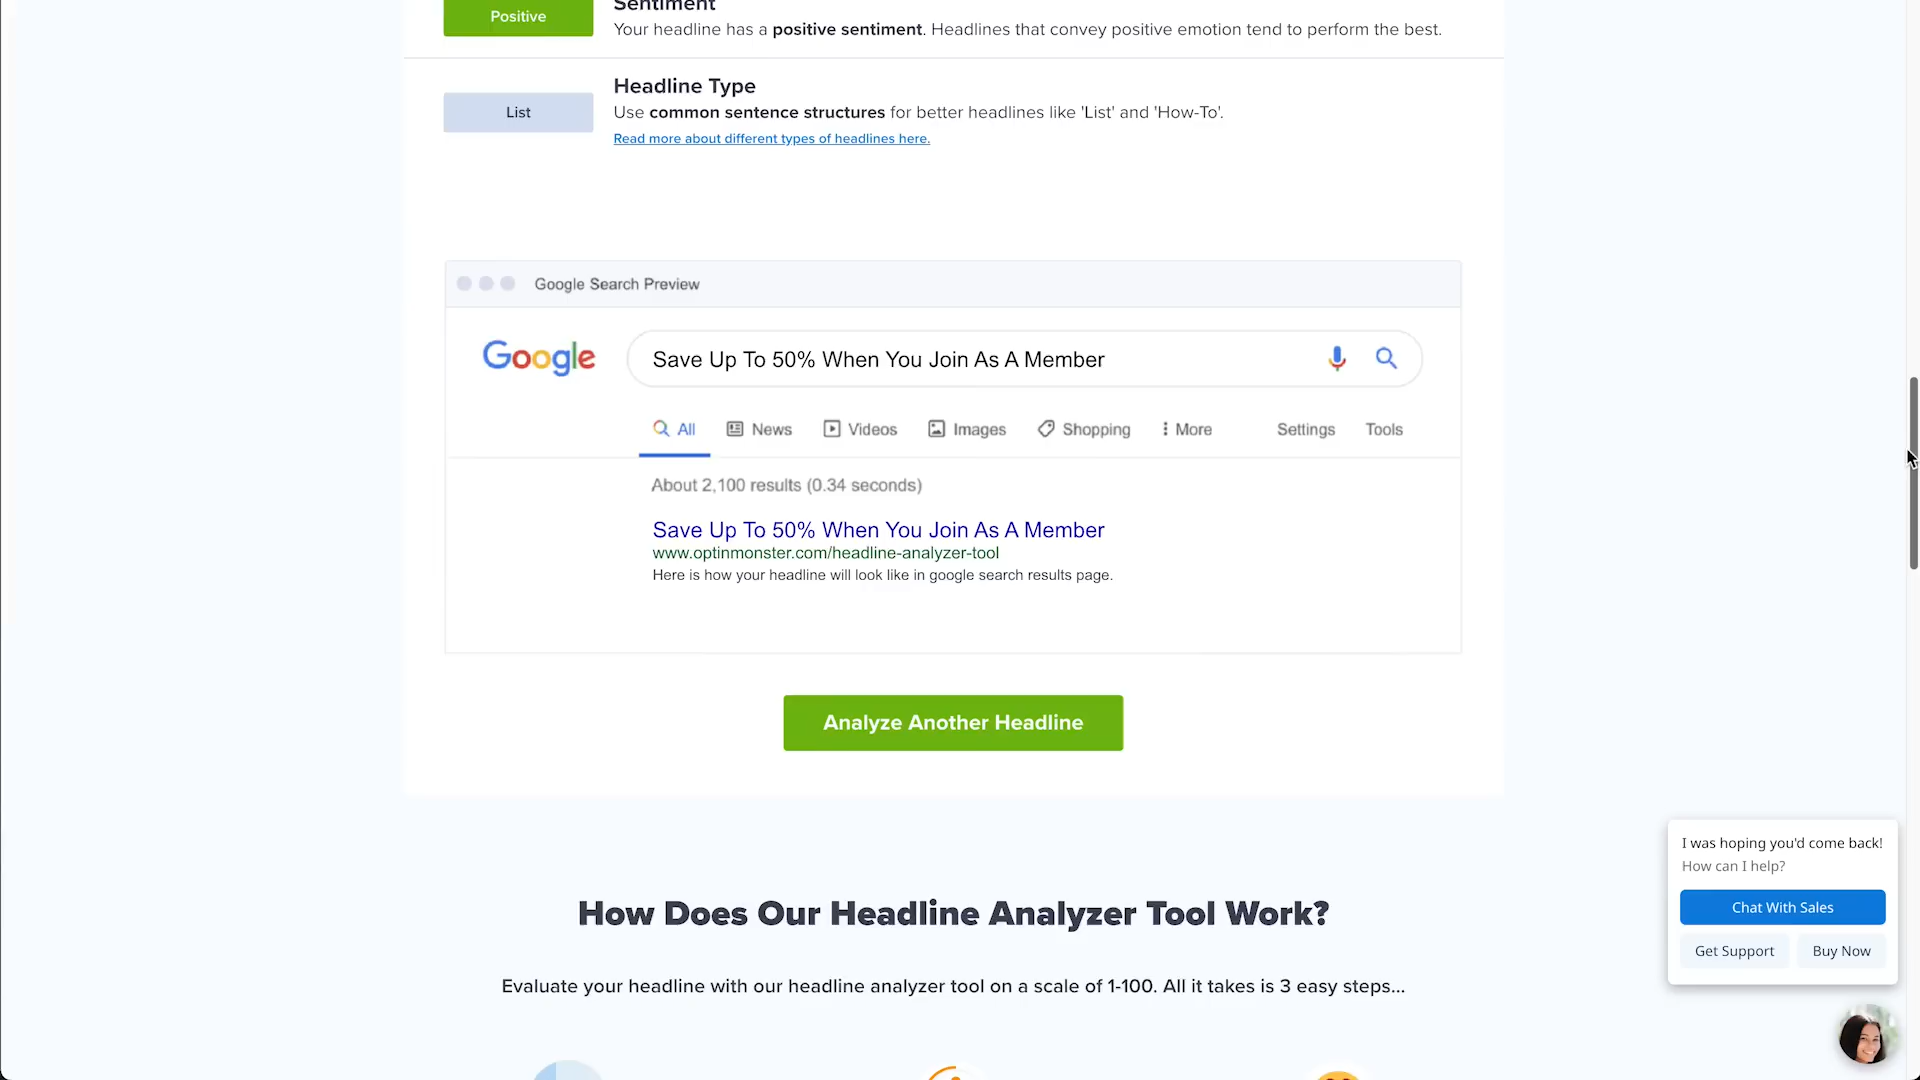 Sentiment
Positive
Your headline has a positive sentiment. Headlines that convey positive emotion tend to perform the best.
Headline Type
List
Use common sentence structures for better headlines like 'List' and 'How-To'.
Read more about different types of headlines here.
Google Search Preview
Google
Save Up To 50% When You Join As A Member
All
News
Videos
Images
Shopping
More
Settings
Tools
About 2,100 results (0.34 seconds)
Save Up To 50% When You Join As A Member
www.optinmonster.com/headline-analyzer-tool
Here is how your headline will look like in google search results page.
Analyze Another Headline
How Does Our Headline Analyzer Tool Work?
Evaluate your headline with our headline analyzer tool on a scale of 1-100. All it takes is 3 easy steps...
I was hoping you'd come back!
How can I help?
Chat With Sales
Get Support
Buy Now